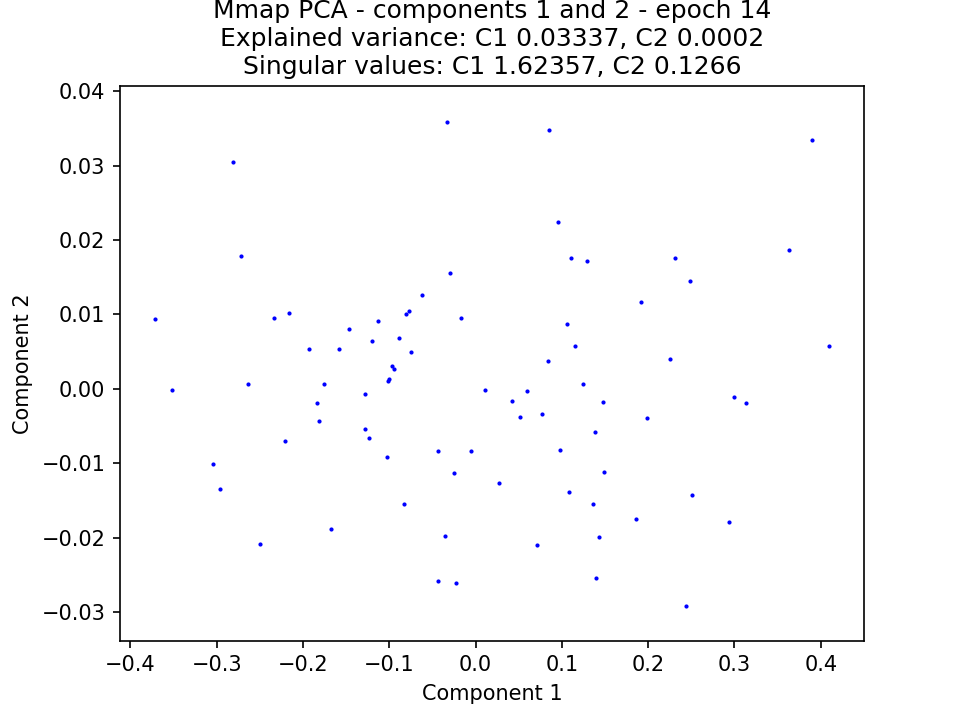 Mmap PCA - components 1 and 2 - epoch 14
Explained variance: C1 0.03337, C2 0.0002
Singular values: C1 1.62357, C2 0.1266
0.04
0.03
0.02
0.01
0.00
−0.01
−0.02
−0.03
Component 2
−0.4 −0.3 −0.2 −0.1 0.0 0.1 0.2 0.3 0.4
Component 1